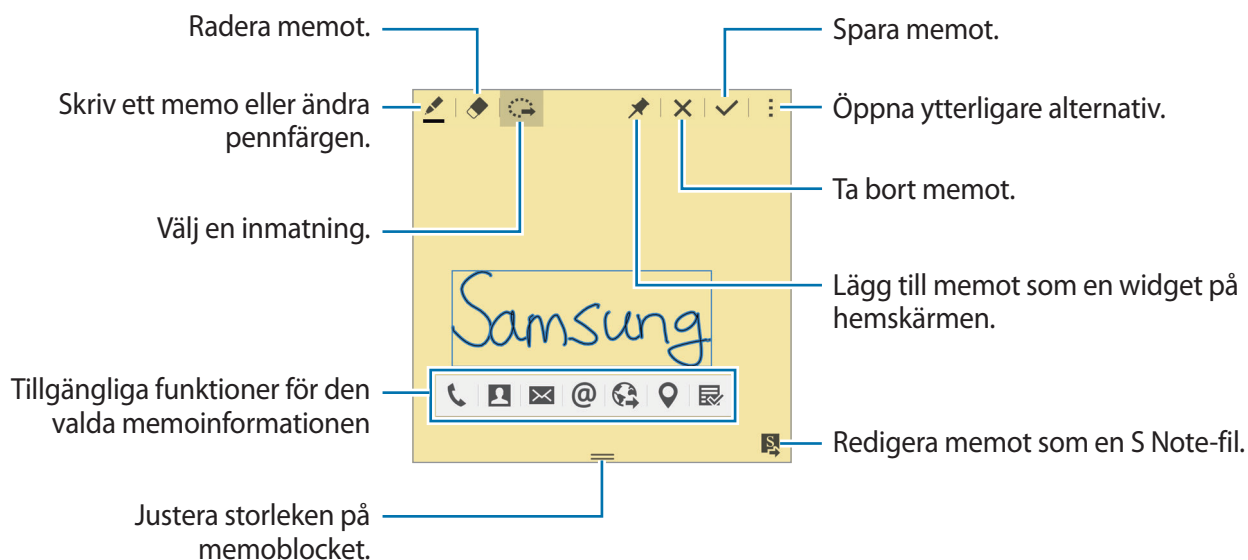 Radera memot.
Skriv ett memo eller ändra
pennfärgen.
Välj en inmatning.
Tillgängliga funktioner för den
valda memoinformationen
Justera storleken på
memoblocket.
Samsung
@
S
Spara memot.
Öppna ytterligare alternativ.
Ta bort memot.
Lägg till memot som en widget på
hemskärmen.
Redigera memot som en S Note-fil.